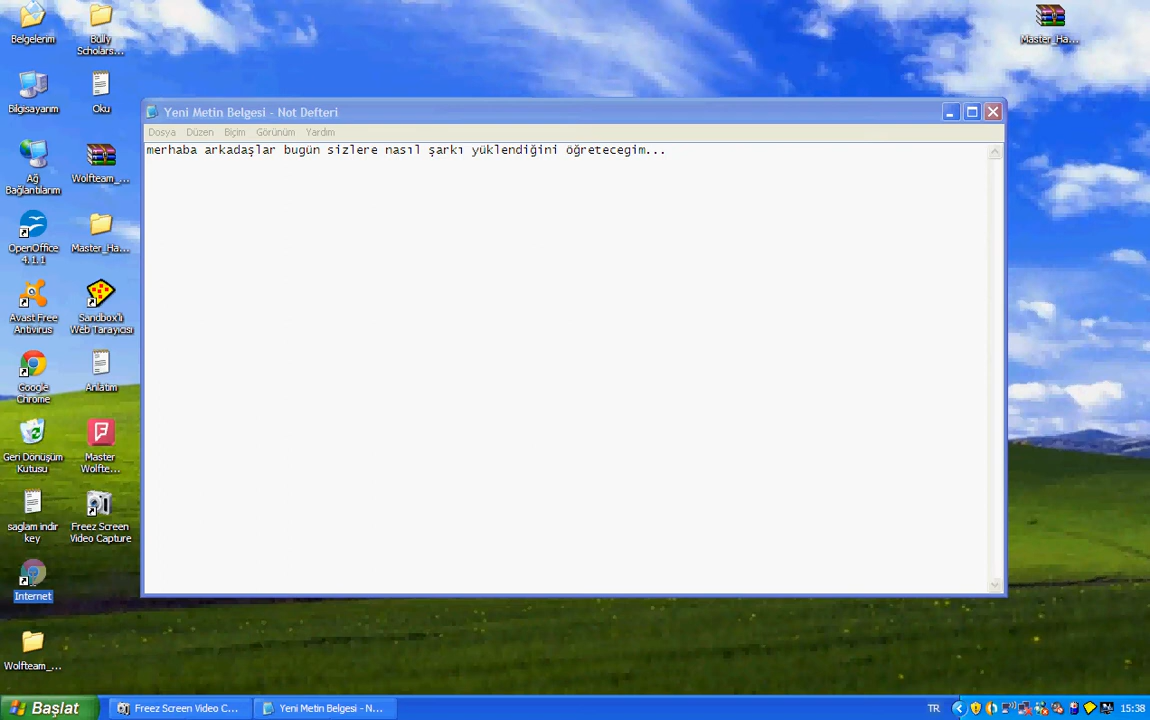 Belgelerim
Bully
Scholars...
Master_Ha...
Bilgisayarım
Oku
Yeni Metin Belgesi - Not Defteri
Dosya Düzen Biçim Görünüm Yardım
merhaba arkadaşlar bugün sizlere nasıl şarkı yüklendiğini öğretecegim...
Ağ
Bağlantılarım
Wolfteam_...
OpenOffice
4.1.1
Master_Ha...
Avast Free
Antivirus
Sandbox'lı
Web Tarayıcısı
Google
Chrome
Anlatım
Geri Dönüşüm
Kutusu
Master
Wolfte...
saglam indir
key
Freez Screen
Video Capture
Internet
Wolfteam_...
Başlat
Freez Screen Video C...
Yeni Metin Belgesi - N...
TR
15:38